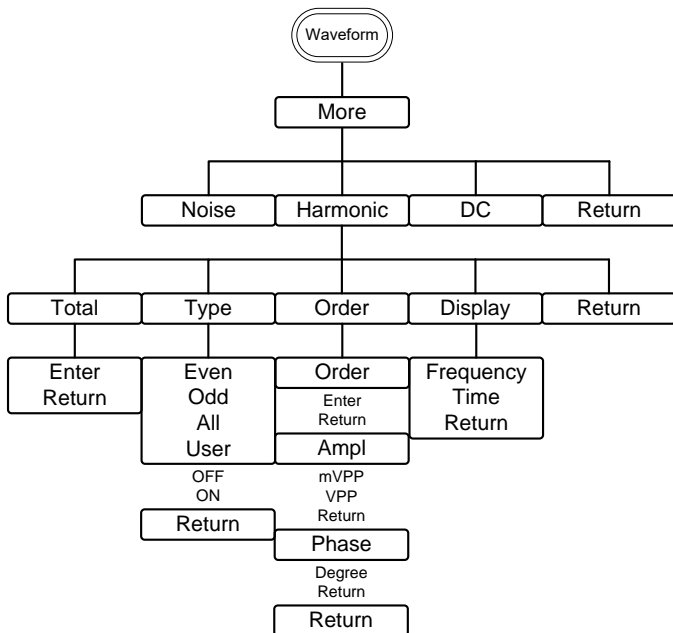 Waveform
More
Noise
Harmonic
DC
Return
Total
Type
Order
Display
Return
Enter
Return
Even
Odd
All
User
OFF
ON
Return
Order
Enter
Return
Ampl
mVPP
VPP
Return
Phase
Degree
Return
Return
Frequency
Time
Return